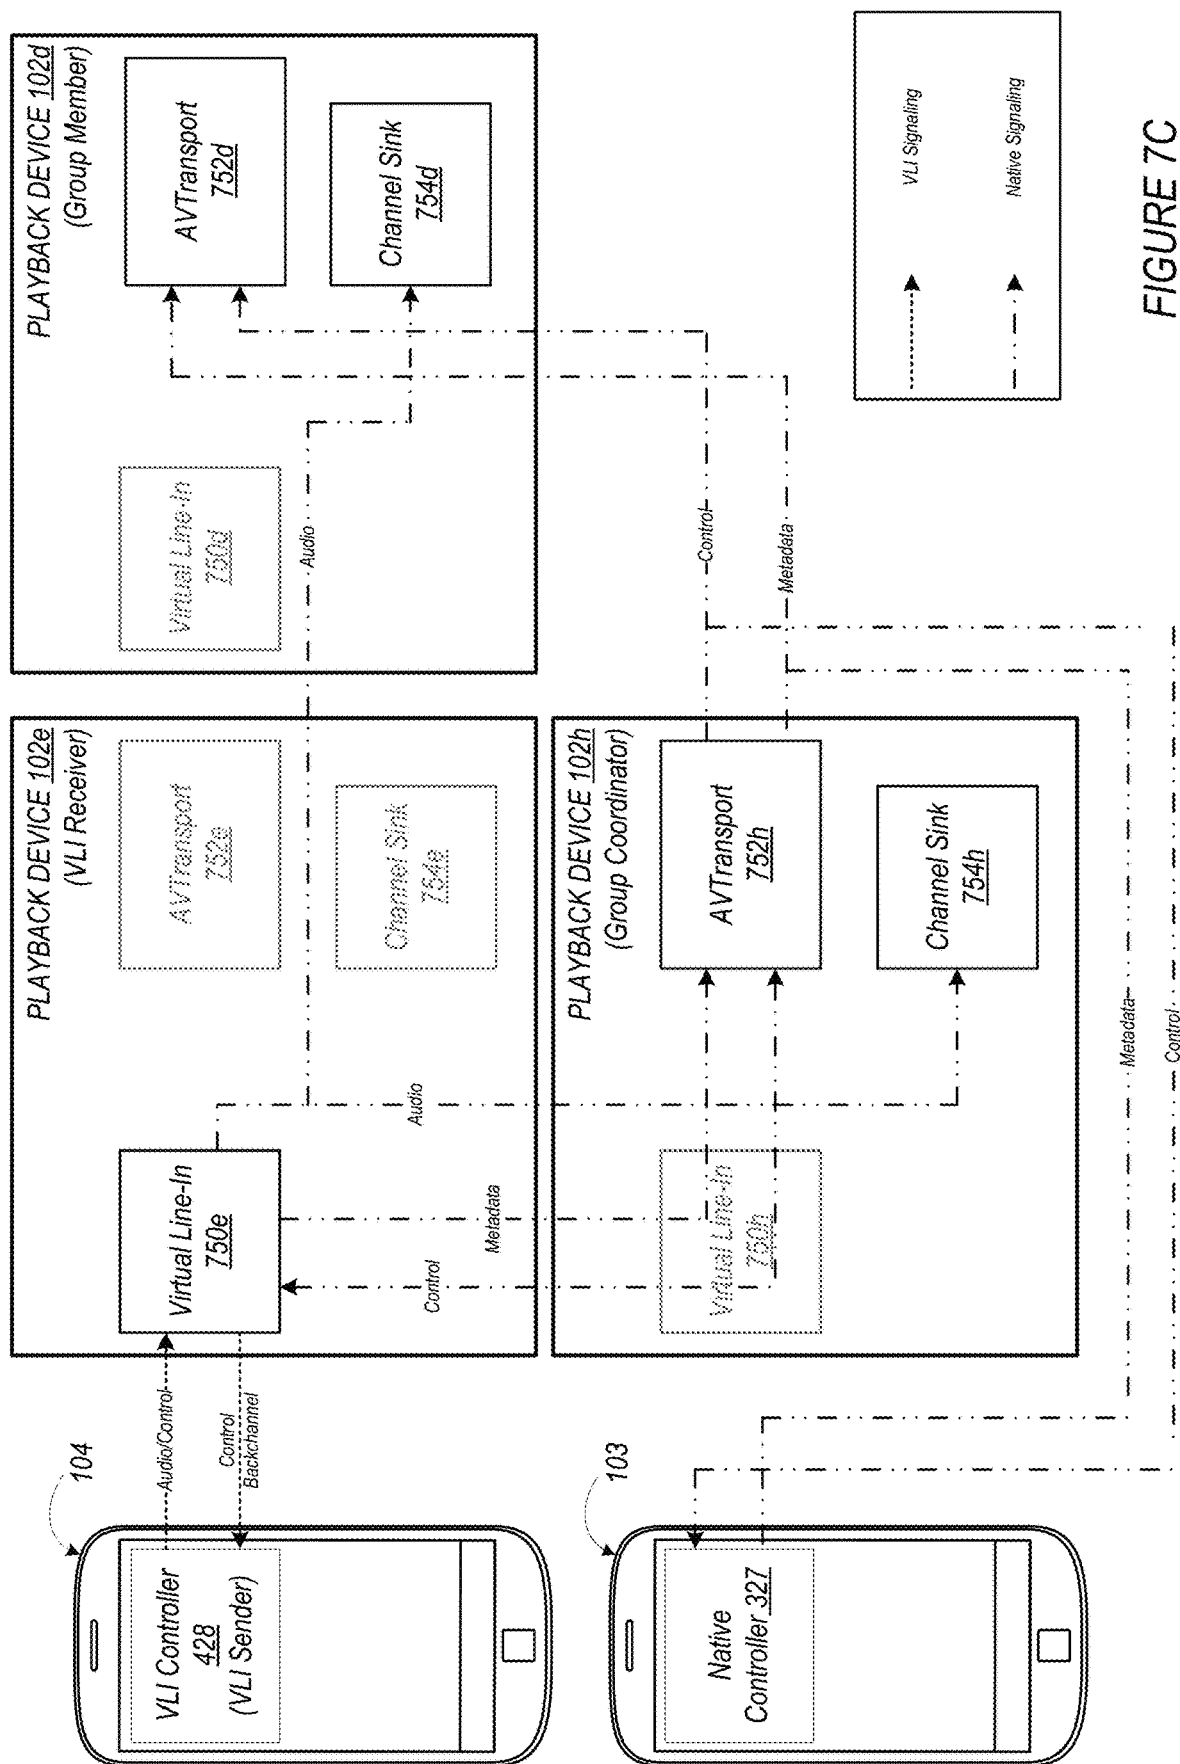 104
VLI Controller
428
(VLI Sender)
Audio/Control
Control
Backchannel
PLAYBACK DEVICE 102e
(VLI Receiver)
Virtual Line-In
750e
AVTransport
752e
Channel Sink
754e
Metadata
Control
Audio
Audio
PLAYBACK DEVICE 102d
(Group Member)
Virtual Line-In
750d
AVTransport
752d
Channel Sink
754d
103
Native
Controller 327
PLAYBACK DEVICE 102h
(Group Coordinator)
Virtual Line-In
750h
AVTransport
752h
Channel Sink
754h
Control
Metadata
Metadata
Control
VLI Signaling
Native Signaling
FIGURE 7C